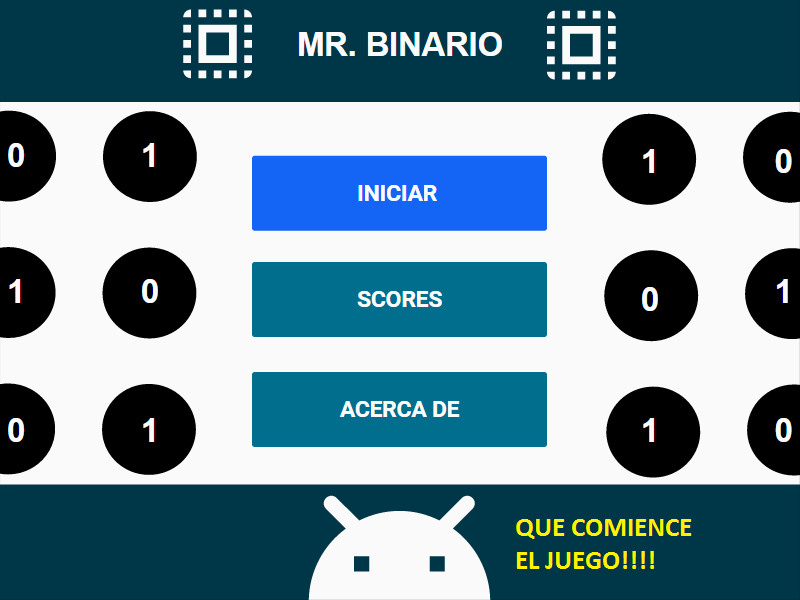 MR. BINARIO
0 1 1 0
INICIAR
1 0 0 1
SCORES
0 1 1 0
ACERCA DE
QUE COMIENCE
EL JUEGO!!!!